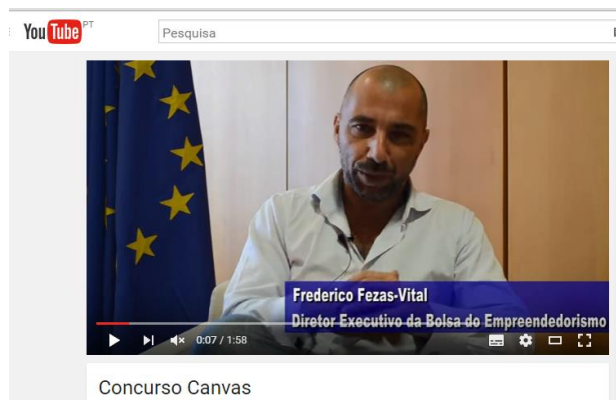 YouTube PT
Pesquisa
Frederico Fezas-Vital
Diretor Executivo da Bolsa do Empreendedorismo
0:07 / 1:58
Concurso Canvas